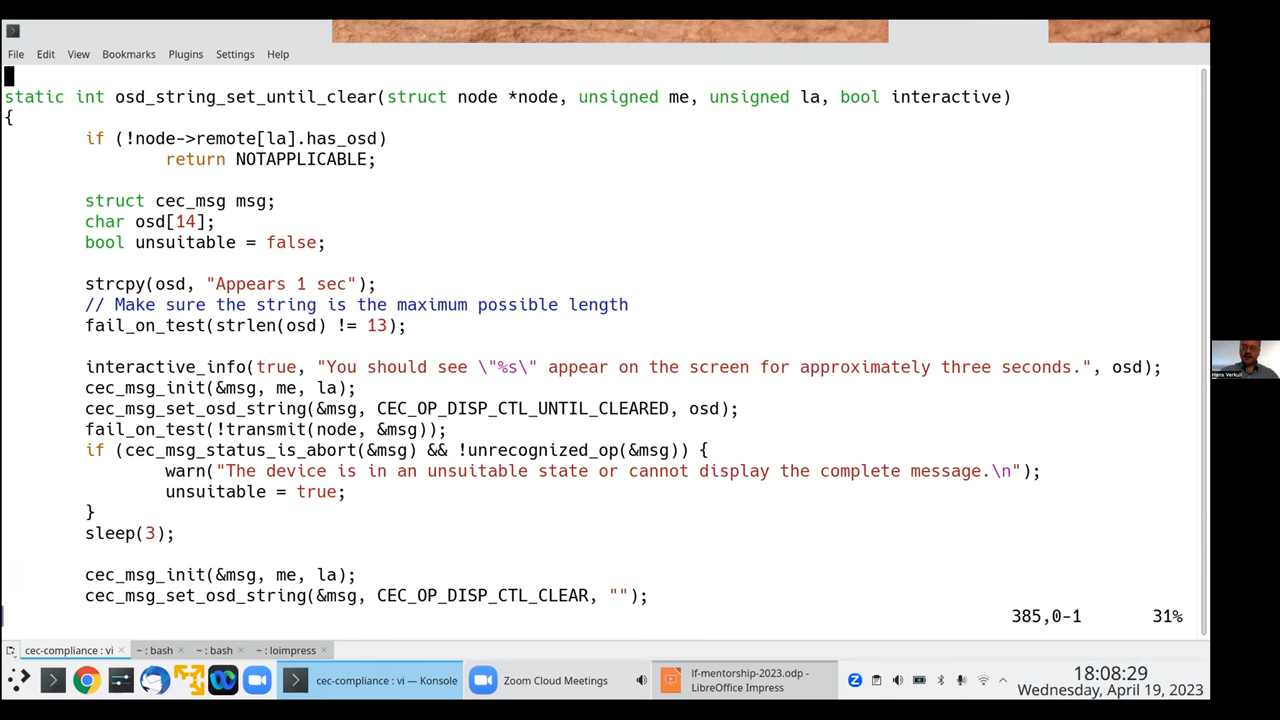 File Edit View Bookmarks Plugins Settings Help
static int osd_string_set_until_clear(struct node *node, unsigned me, unsigned la, bool interactive)
{
if (!node->remote[la].has_osd)
return NOTAPPLICABLE;
struct cec_msg msg;
char osd[14];
bool unsuitable = false;
strcpy(osd, "Appears 1 sec");
// Make sure the string is the maximum possible length
fail_on_test(strlen(osd) != 13);
interactive_info(true, "You should see \"%s\" appear on the screen for approximately three seconds.", osd);
cec_msg_init(&msg, me, la);
cec_msg_set_osd_string(&msg, CEC_OP_DISP_CTL_UNTIL_CLEARED, osd);
fail_on_test(!transmit(node, &msg));
if (cec_msg_status_is_abort(&msg) && !unrecognized_op(&msg)) {
warn("The device is in an unsuitable state or cannot display the complete message.\n");
unsuitable = true;
}
sleep(3);
cec_msg_init(&msg, me, la);
cec_msg_set_osd_string(&msg, CEC_OP_DISP_CTL_CLEAR, "");
385,0-1 31%
Hans Verkuil
cec-compliance : vi ~ : bash ~ : bash ~ : loimpress
cec-compliance : vi — Konsole
Zoom Cloud Meetings
lf-mentorship-2023.odp -
LibreOffice Impress
18:08:29
Wednesday, April 19, 2023